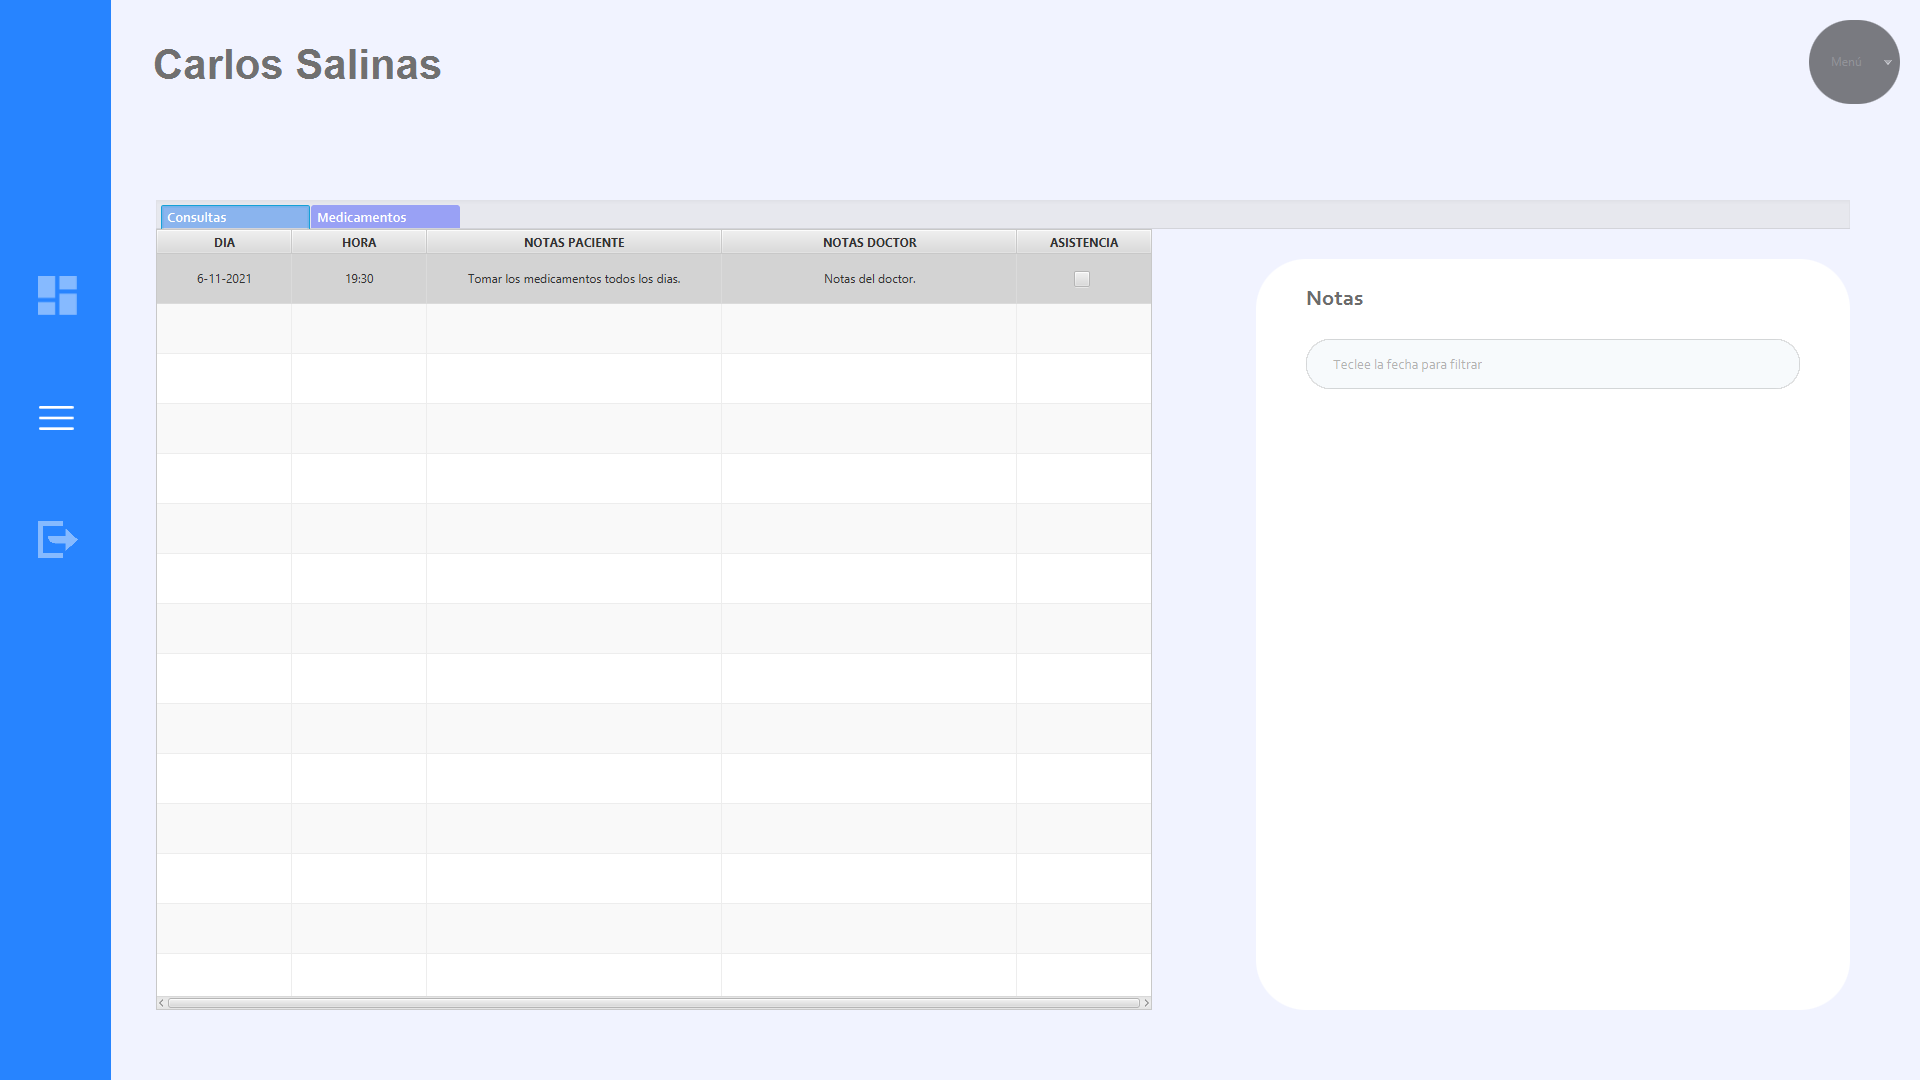 Carlos Salinas
Menú
Consultas Medicamentos
DIA HORA NOTAS PACIENTE NOTAS DOCTOR ASISTENCIA
6-11-2021 19:30 Tomar los medicamentos todos los dias. Notas del doctor.
Notas
Teclee la fecha para filtrar